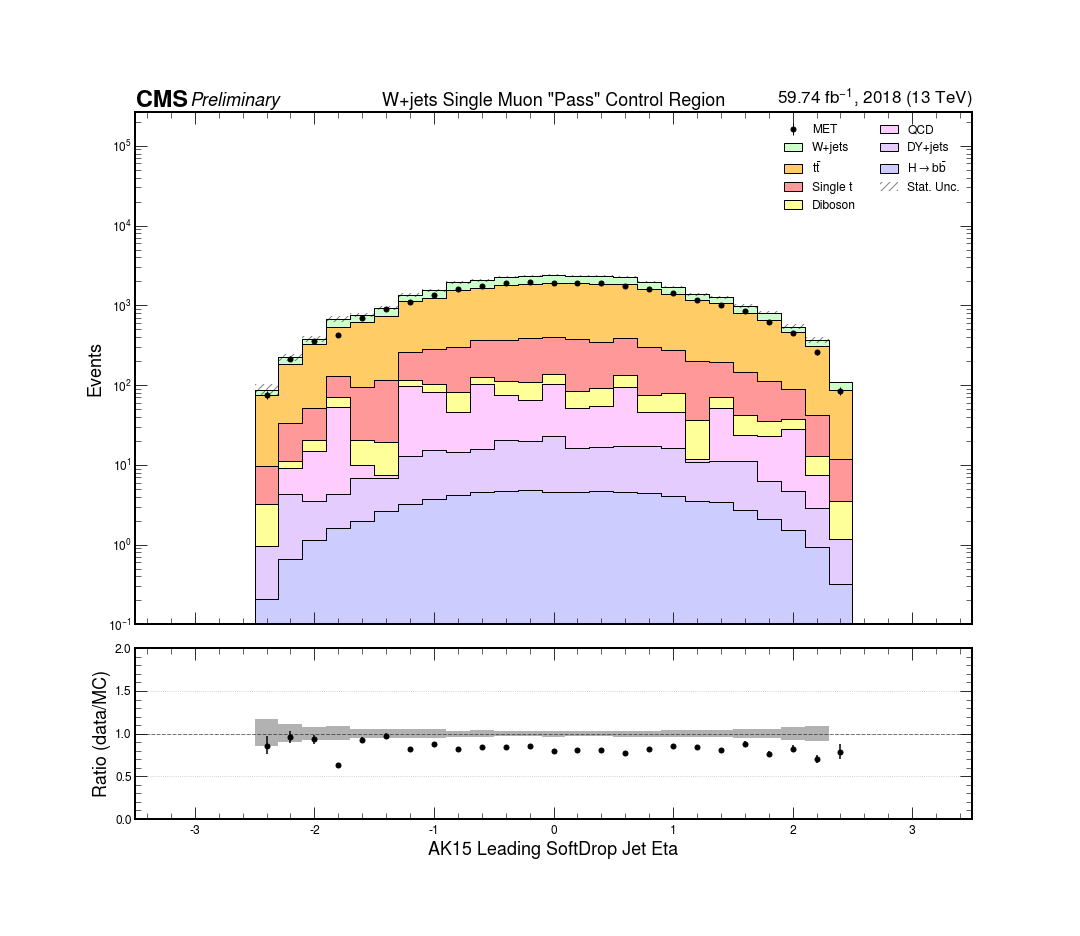 CMS Preliminary W+jets Single Muon "Pass" Control Region 59.74 fb⁻¹, 2018 (13 TeV)
MET QCD
W+jets DY+jets
tt̄ H→bb̄
Single t Stat. Unc.
Diboson
10⁵
10⁴
10³
10²
10¹
10⁰
10⁻¹
Events
2.0
1.5
1.0
0.5
0.0
Ratio (data/MC)
-3 -2 -1 0 1 2 3
AK15 Leading SoftDrop Jet Eta